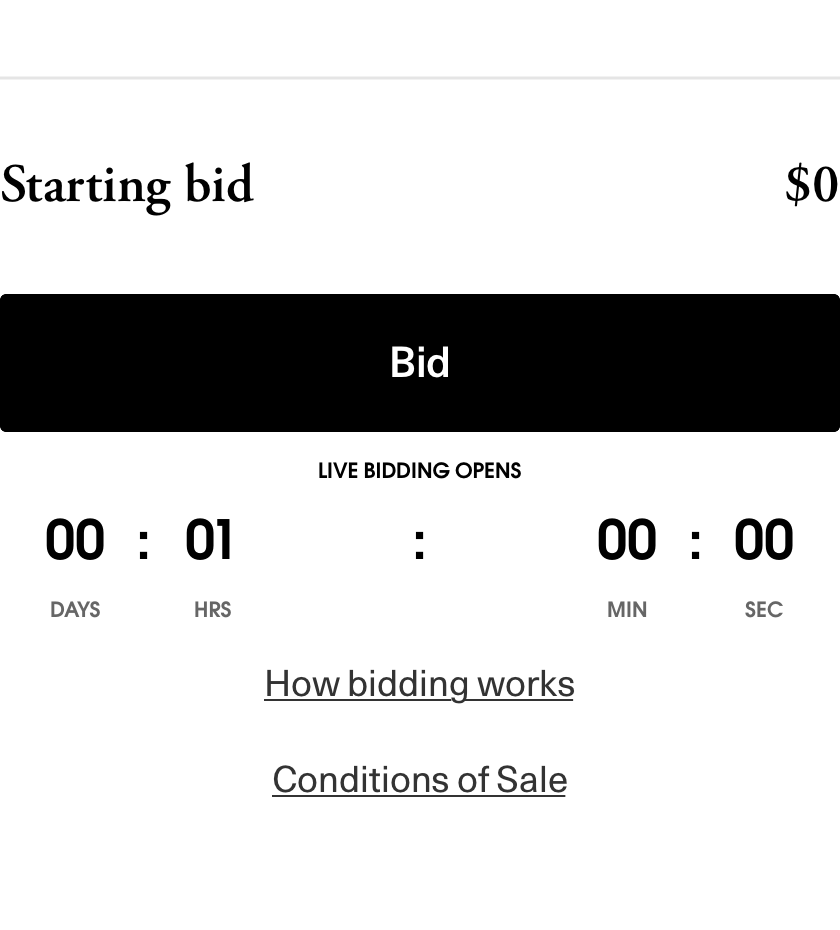 Starting bid $0
Bid
LIVE BIDDING OPENS
00 : 01 : 00 : 00
DAYS HRS MIN SEC
How bidding works
Conditions of Sale